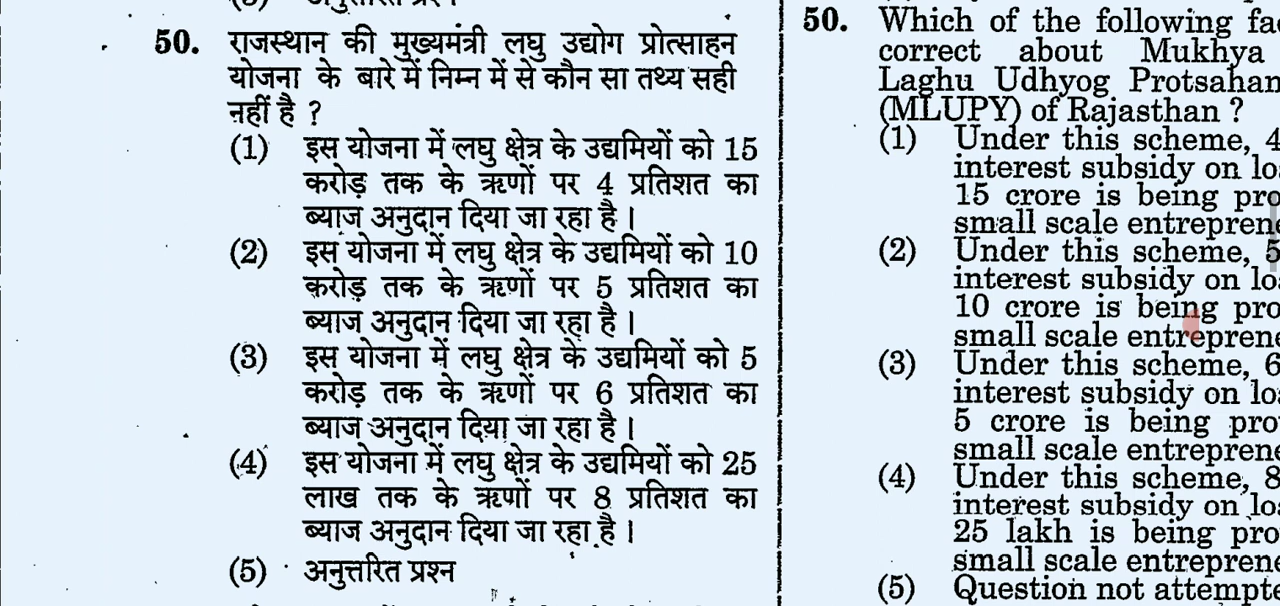 50. राजस्थान की मुख्यमंत्री लघु उद्योग प्रोत्साहन
योजना के बारे में निम्न में से कौन सा तथ्य सही
नहीं है ?
(1) इस योजना में लघु क्षेत्र के उद्यमियों को 15
करोड़ तक के ऋणों पर 4 प्रतिशत का
ब्याज अनुदान दिया जा रहा है ।
(2) इस योजना में लघु क्षेत्र के उद्यमियों को 10
करोड़ तक के ऋणों पर 5 प्रतिशत का
ब्याज अनुदान दिया जा रहा है ।
(3) इस योजना में लघु क्षेत्र के उद्यमियों को 5
करोड़ तक के ऋणों पर 6 प्रतिशत का
ब्याज अनुदान दिया जा रहा है ।
(4) इस योजना में लघु क्षेत्र के उद्यमियों को 25
लाख तक के ऋणों पर 8 प्रतिशत का
ब्याज अनुदान दिया जा रहा है ।
(5) अनुत्तरित प्रश्न
50. Which of the following
correct about Mukhya
Laghu Udhyog Protsahan
(MLUPY) of Rajasthan ?
(1) Under this scheme, 4
interest subsidy on
15 crore is being
small scale
(2) Under this scheme, 5
interest subsidy on
10 crore is being
small scale
(3) Under this scheme, 6
interest subsidy on
5 crore is being
small scale
(4) Under this scheme, 8
interest subsidy on
25 lakh is being
small scale
(5) Question not